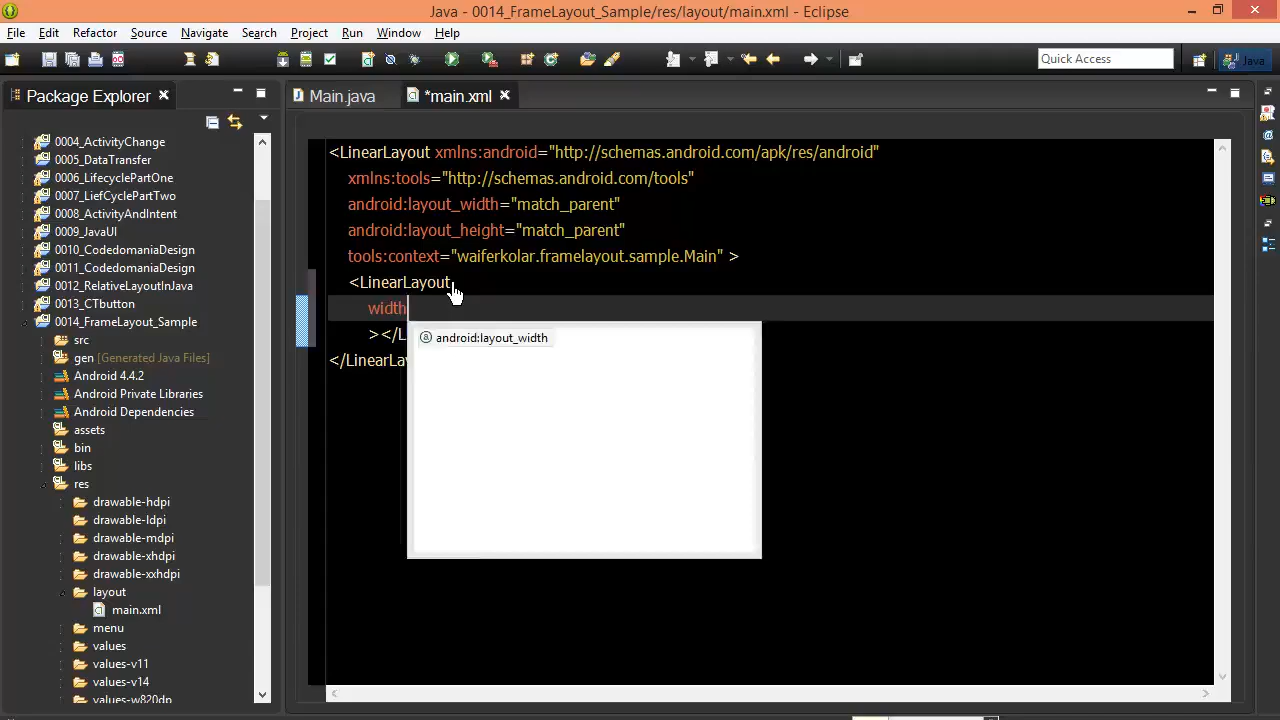 Java - 0014_FrameLayout_Sample/res/layout/main.xml - Eclipse
File Edit Refactor Source Navigate Search Project Run Window Help
Quick Access
Java
Package Explorer
Main.java
*main.xml
0004_ActivityChange
0005_DataTransfer
0006_LifecyclePartOne
0007_LiefCyclePartTwo
0008_ActivityAndIntent
0009_JavaUI
0010_CodedomaniaDesign
0011_CodedomaniaDesign
0012_RelativeLayoutInJava
0013_CTbutton
0014_FrameLayout_Sample
src
gen [Generated Java Files]
Android 4.4.2
Android Private Libraries
Android Dependencies
assets
bin
libs
res
drawable-hdpi
drawable-ldpi
drawable-mdpi
drawable-xhdpi
drawable-xxhdpi
layout
main.xml
menu
values
values-v11
values-v14
values-w820dp
<LinearLayout xmlns:android="http://schemas.android.com/apk/res/android"
xmlns:tools="http://schemas.android.com/tools"
android:layout_width="match_parent"
android:layout_height="match_parent"
tools:context="waiferkolar.framelayout.sample.Main" >
<LinearLayout
width
></L
</LinearLay
android:layout_width